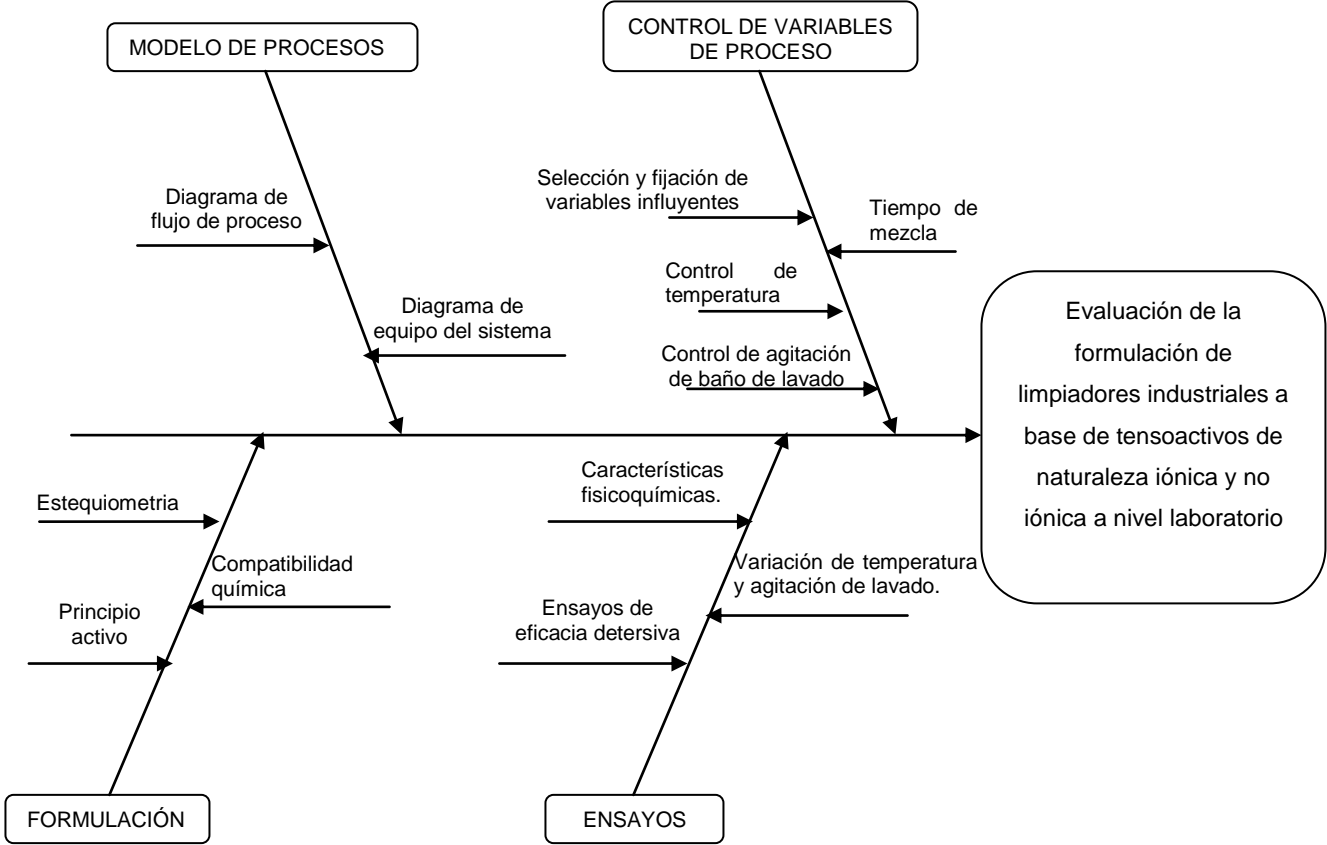 MODELO DE PROCESOS
CONTROL DE VARIABLES
DE PROCESO
Diagrama de
flujo de proceso
Diagrama de
equipo del sistema
Selección y fijación de
variables influyentes
Tiempo de
mezcla
Control de
temperatura
Control de agitación
de baño de lavado
Evaluación de la
formulación de
limpiadores industriales a
base de tensoactivos de
naturaleza iónica y no
iónica a nivel laboratorio
Estequiometria
Compatibilidad
química
Principio
activo
Características
fisicoquímicas.
Variación de temperatura
y agitación de lavado.
Ensayos de
eficacia detersiva
FORMULACIÓN
ENSAYOS